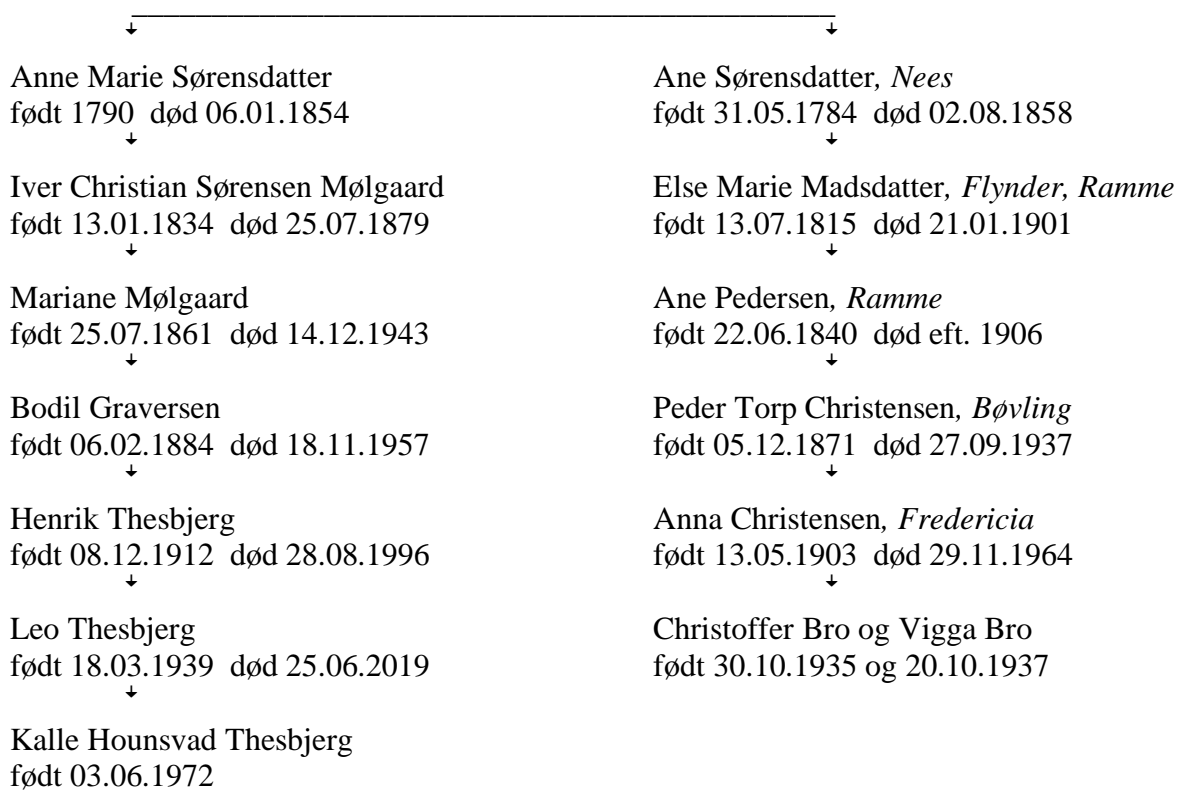 Anne Marie Sørensdatter
født 1790  død 06.01.1854
Iver Christian Sørensen Mølgaard
født 13.01.1834  død 25.07.1879
Mariane Mølgaard
født 25.07.1861  død 14.12.1943
Bodil Graversen
født 06.02.1884  død 18.11.1957
Henrik Thesbjerg
født 08.12.1912  død 28.08.1996
Leo Thesbjerg
født 18.03.1939  død 25.06.2019
Kalle Hounsvad Thesbjerg
født 03.06.1972
Ane Sørensdatter, Nees
født 31.05.1784  død 02.08.1858
Else Marie Madsdatter, Flynder, Ramme
født 13.07.1815  død 21.01.1901
Ane Pedersen, Ramme
født 22.06.1840  død eft. 1906
Peder Torp Christensen, Bøvling
født 05.12.1871  død 27.09.1937
Anna Christensen, Fredericia
født 13.05.1903  død 29.11.1964
Christoffer Bro og Vigga Bro
født 30.10.1935 og 20.10.1937